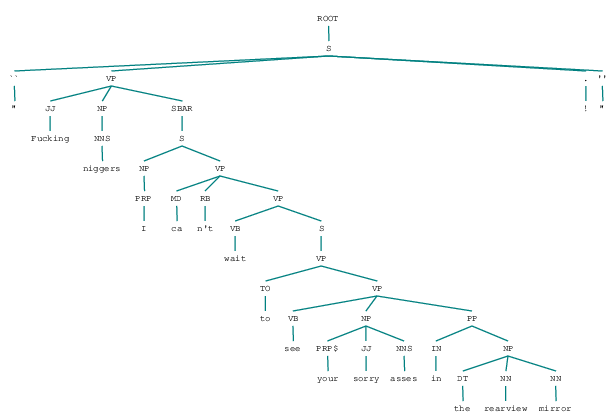 ROOT
S
`` VP . ''
" JJ NP SBAR ! "
Fucking NNS S
niggers NP VP
PRP MD RB VP
I ca n't VB S
wait VP
TO VP
to VB NP PP
see PRP$ JJ NNS IN NP
your sorry asses in DT NN NN
the rearview mirror